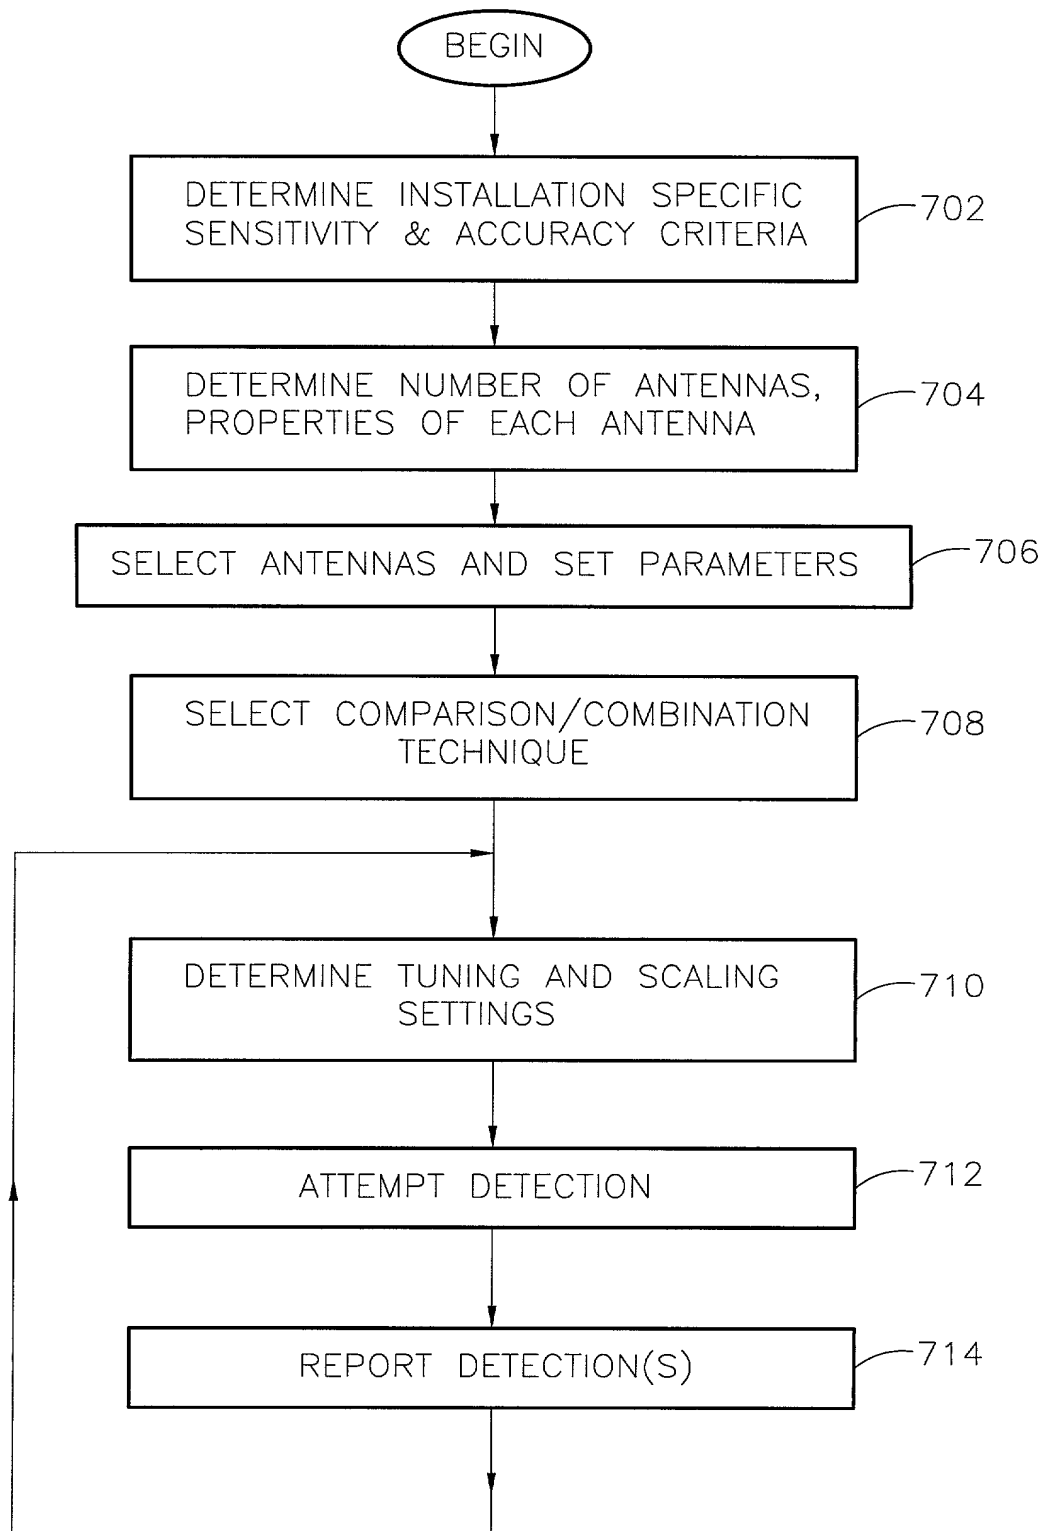 BEGIN
DETERMINE INSTALLATION SPECIFIC
SENSITIVITY & ACCURACY CRITERIA
702
DETERMINE NUMBER OF ANTENNAS,
PROPERTIES OF EACH ANTENNA
704
SELECT ANTENNAS AND SET PARAMETERS
706
SELECT COMPARISON/COMBINATION
TECHNIQUE
708
DETERMINE TUNING AND SCALING
SETTINGS
710
ATTEMPT DETECTION
712
REPORT DETECTION(S)
714